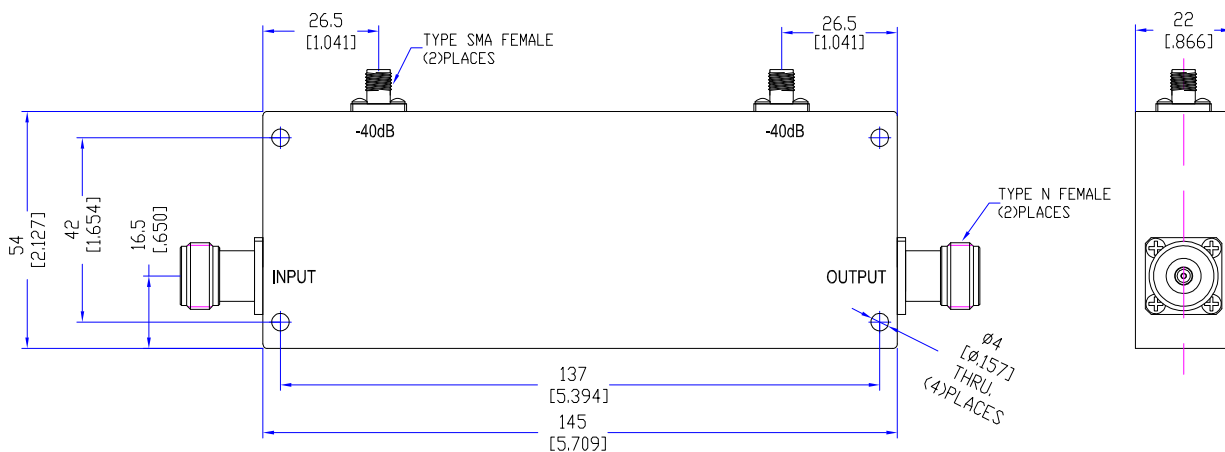 26.5
[1.041]
TYPE SMA FEMALE
(2)PLACES
26.5
[1.041]
22
[.866]
-40dB
-40dB
54
[2.127]
42
[1.654]
16.5
[.650]
INPUT
OUTPUT
TYPE N FEMALE
(2)PLACES
Ø4
[Ø.157]
THRU.
(4)PLACES
137
[5.394]
145
[5.709]